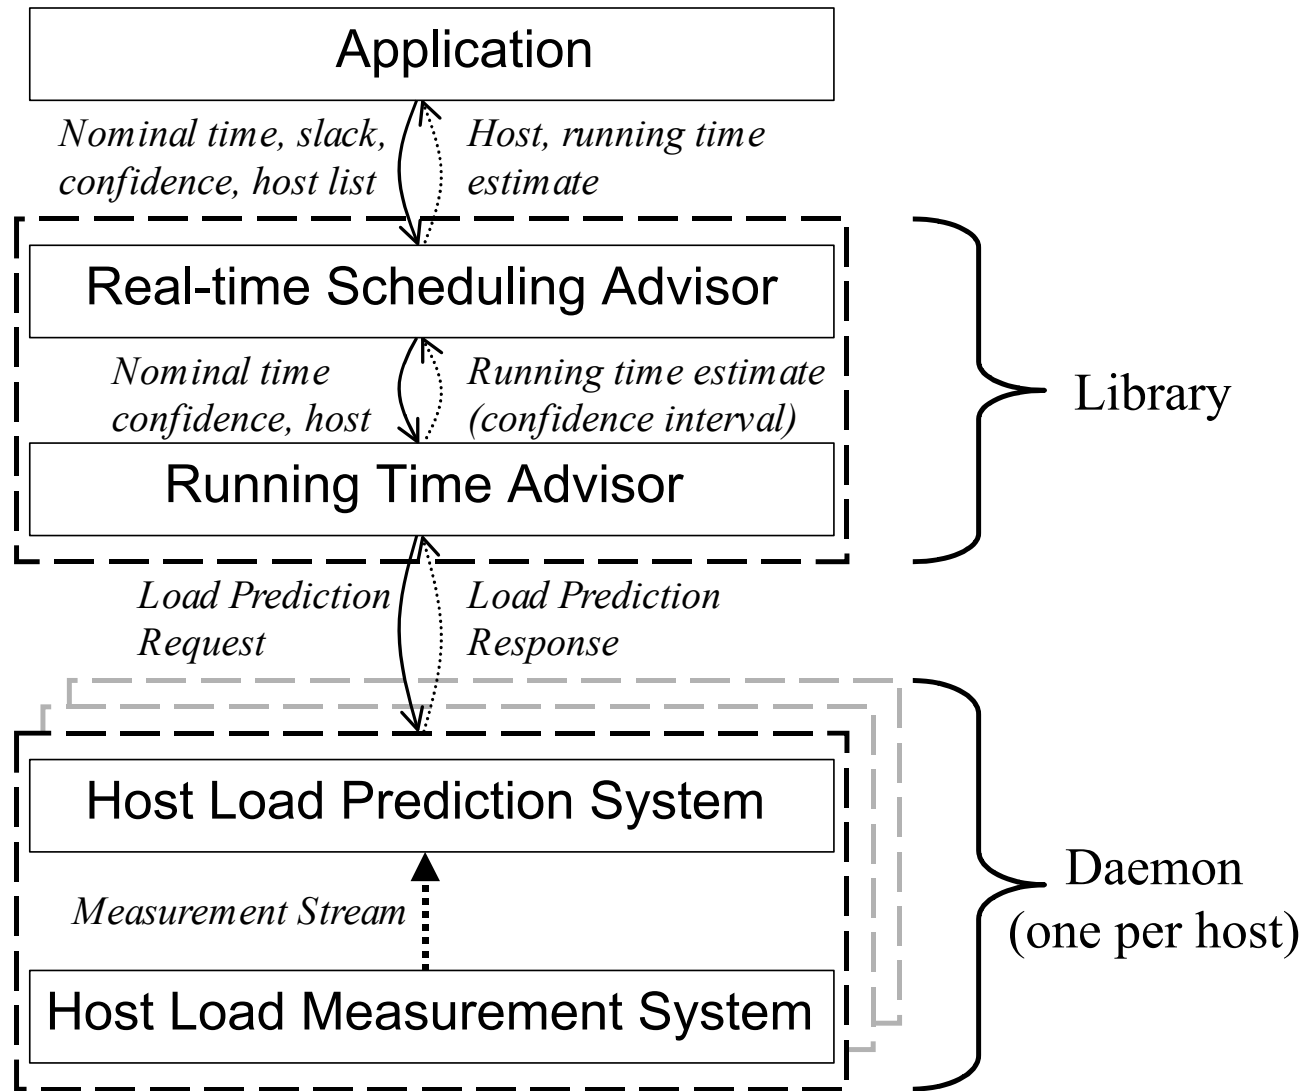 Application
Nominal time, slack,
confidence, host list
Host, running time
estimate
Real-time Scheduling Advisor
Nominal time
confidence, host
Running time estimate
(confidence interval)
Library
Running Time Advisor
Load Prediction
Request
Load Prediction
Response
Host Load Prediction System
Measurement Stream
Daemon
(one per host)
Host Load Measurement System